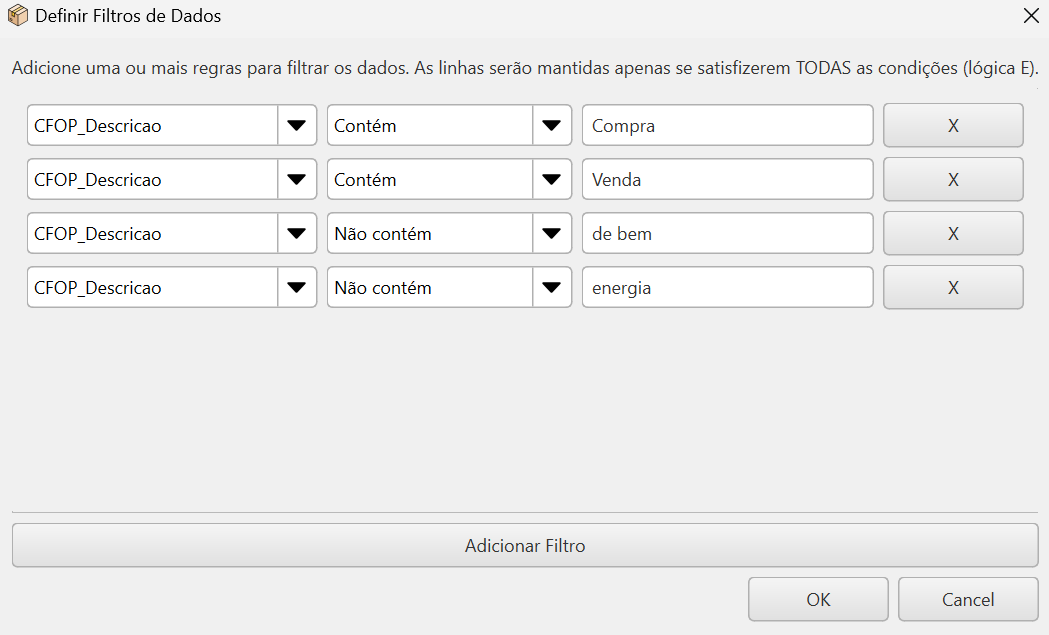 Definir Filtros de Dados
Adicione uma ou mais regras para filtrar os dados. As linhas serão mantidas apenas se satisfizerem TODAS as condições (lógica E).
CFOP_Descricao Contém Compra X
CFOP_Descricao Contém Venda X
CFOP_Descricao Não contém de bem X
CFOP_Descricao Não contém energia X
Adicionar Filtro
OK Cancel